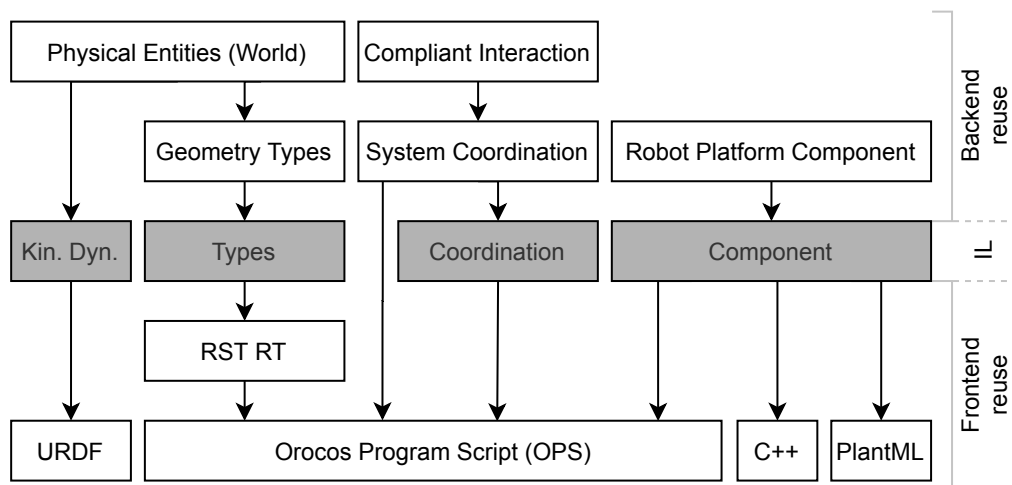 Physical Entities (World)
Compliant Interaction
Geometry Types
System Coordination
Robot Platform Component
Backend
reuse
Kin. Dyn.
Types
Coordination
Component
IL
RST RT
Frontend
reuse
URDF
Orocos Program Script (OPS)
C++
PlantML